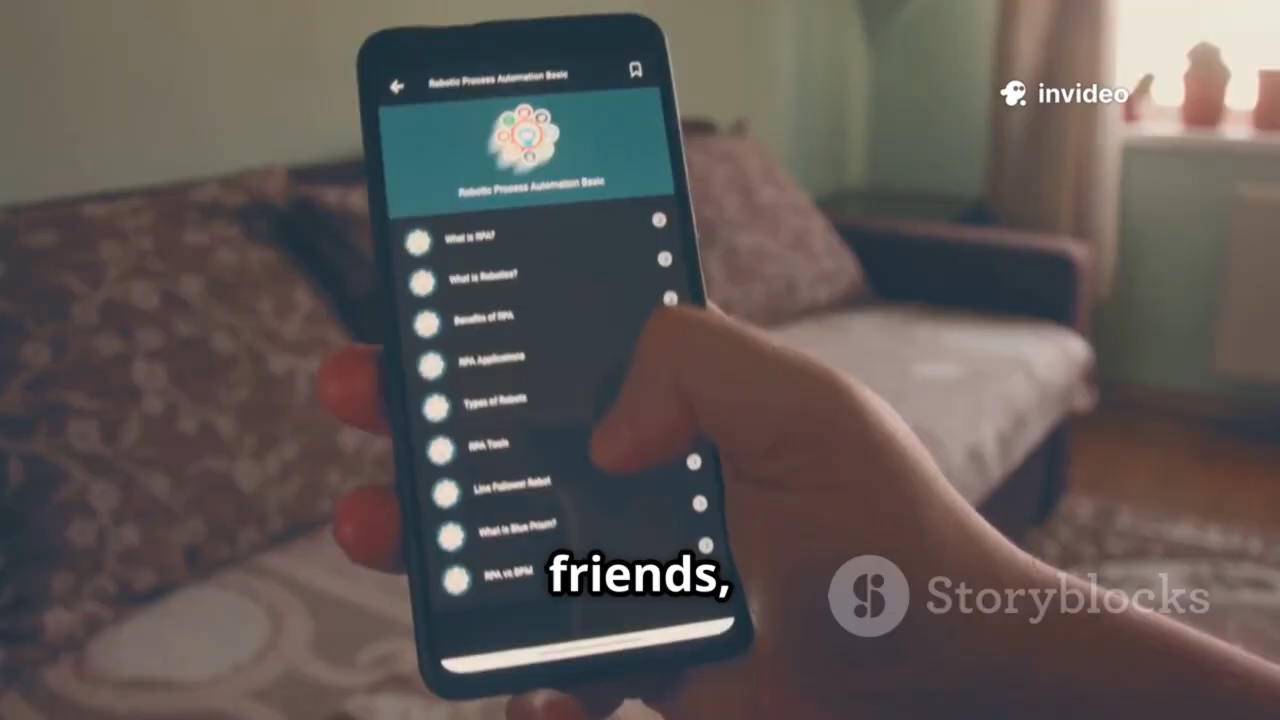 Robotic Process Automation Basic
invideo
Robotic Process Automation Basic
What is RPA?
What is Robotics?
Benefits of RPA
RPA Applications
Types of Robots
RPA Tools
Line Follower Robot
What is Blue Prism?
RPA vs BPM
friends,
Storyblocks